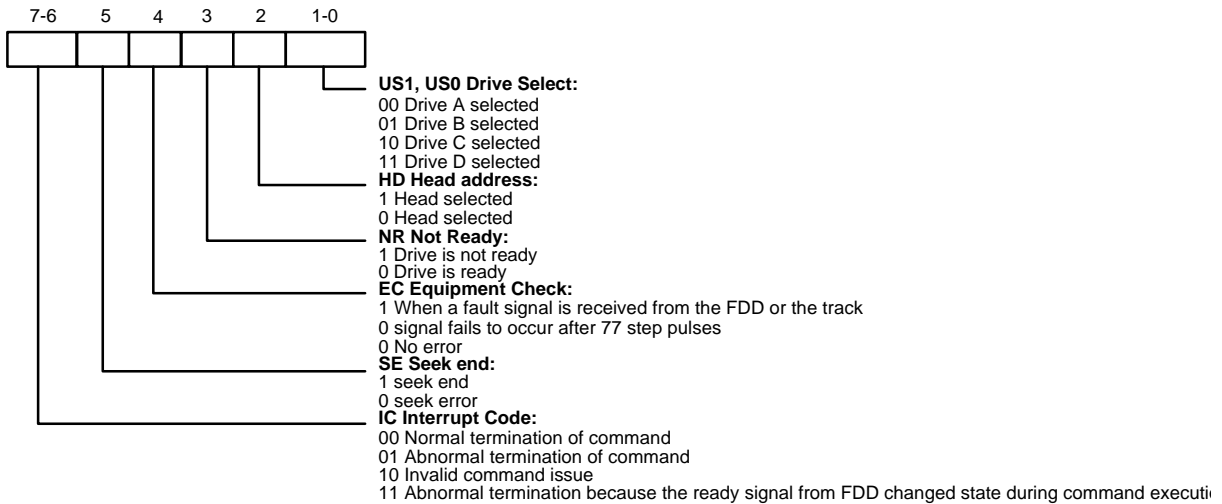 7-6 5 4 3 2 1-0
US1, US0 Drive Select:
00 Drive A selected
01 Drive B selected
10 Drive C selected
11 Drive D selected
HD Head address:
1 Head selected
0 Head selected
NR Not Ready:
1 Drive is not ready
0 Drive is ready
EC Equipment Check:
1 When a fault signal is received from the FDD or the track
0 signal fails to occur after 77 step pulses
0 No error
SE Seek end:
1 seek end
0 seek error
IC Interrupt Code:
00 Normal termination of command
01 Abnormal termination of command
10 Invalid command issue
11 Abnormal termination because the ready signal from FDD changed state during command